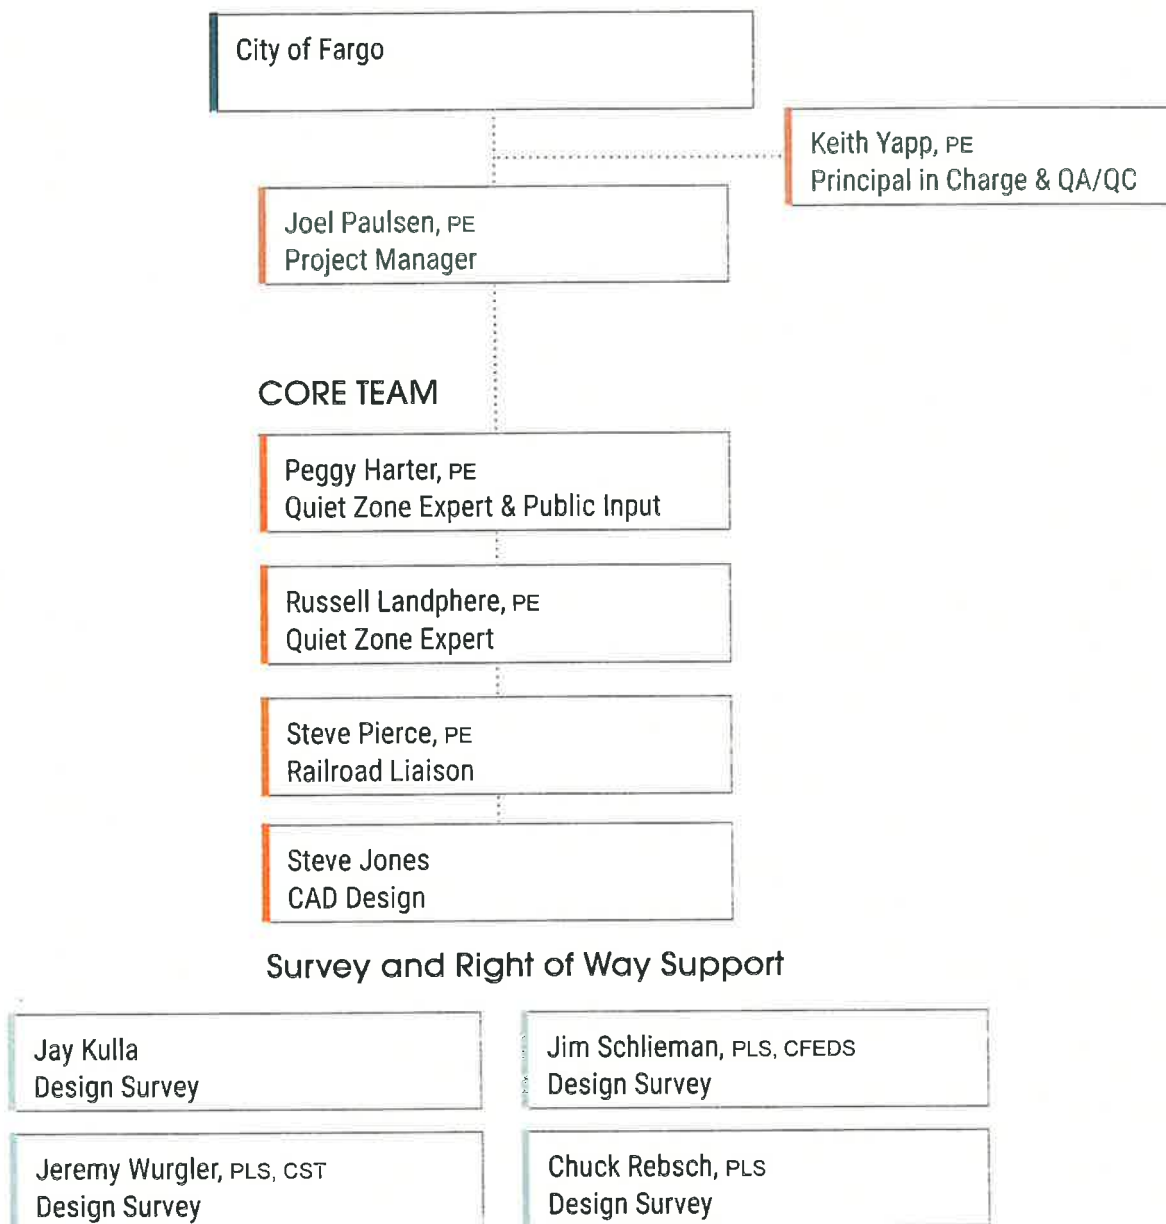 City of Fargo
Keith Yapp, PE
Principal in Charge & QA/QC
Joel Paulsen, PE
Project Manager
CORE TEAM
Peggy Harter, PE
Quiet Zone Expert & Public Input
Russell Landphere, PE
Quiet Zone Expert
Steve Pierce, PE
Railroad Liaison
Steve Jones
CAD Design
Survey and Right of Way Support
Jay Kulla
Design Survey
Jim Schlieman, PLS, CFEDS
Design Survey
Jeremy Wurgler, PLS, CST
Design Survey
Chuck Rebsch, PLS
Design Survey